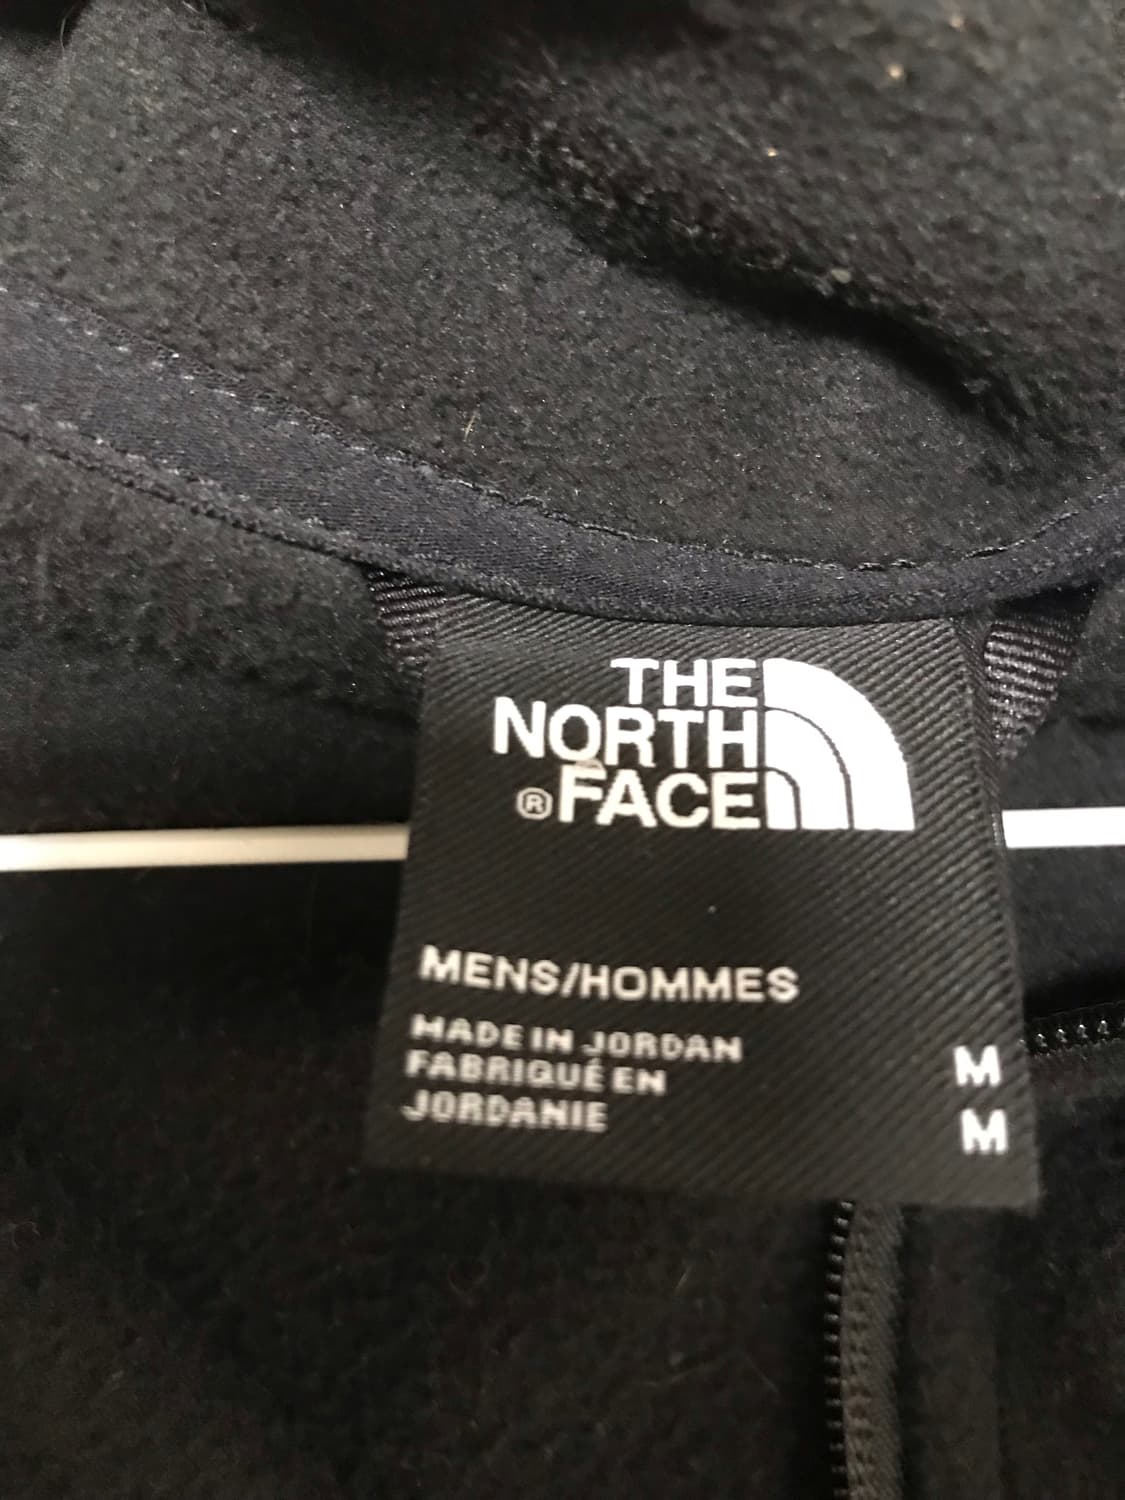 THE
NORTH
®FACE
MENS/HOMMES
MADE IN JORDAN
FABRIQUÉ EN
JORDANIE
M
M